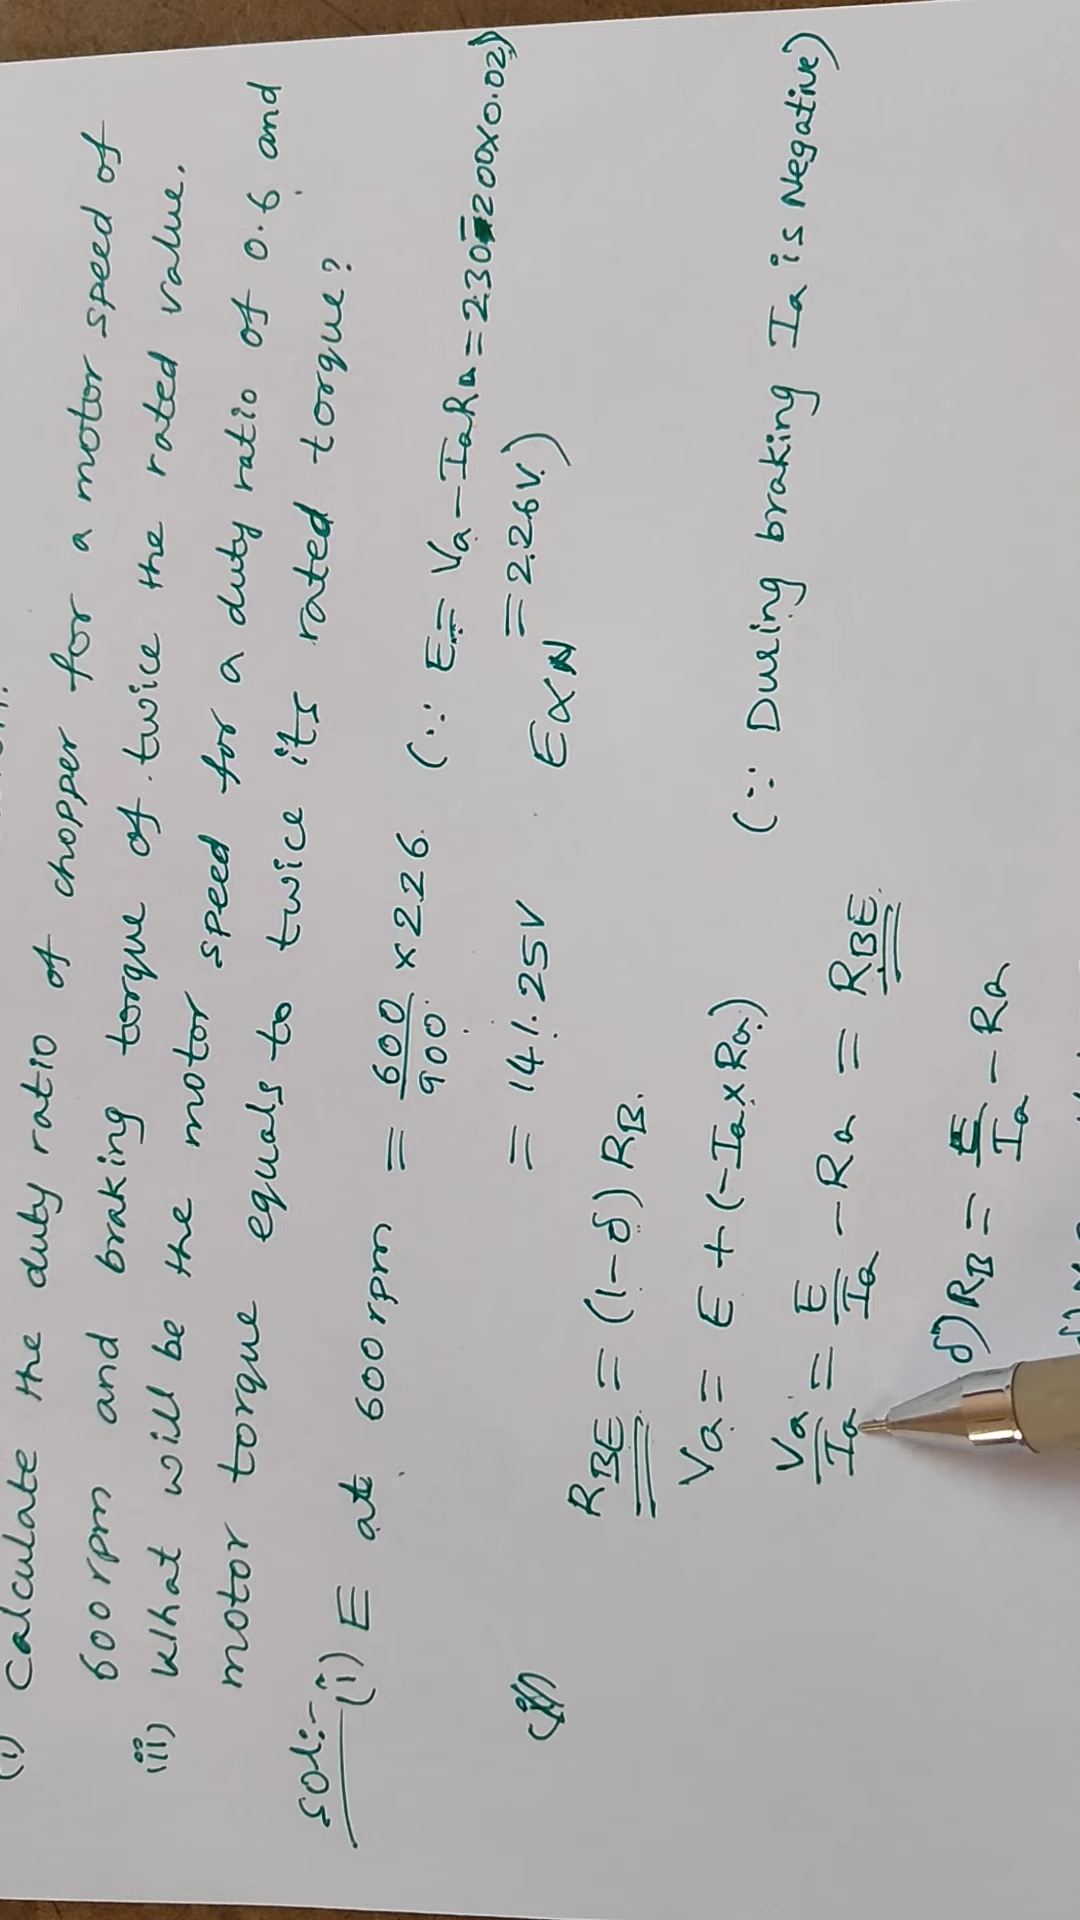 (i) Calculate the duty ratio of chopper for a motor speed of
600 rpm and braking torque of twice the rated value.
iii) What will be the motor speed for a duty ratio of 0.6 and
motor torque equals to twice its rated torque?
Sol:- (i) E at 600 rpm = 600/900 × 226 (∵ E = Va - IaRa = 230 - 200×0.02)
= 141.25V = 226V)
E∝N
RBE = (1-δ) RB.
Va = E + (-Ia×Ra)
Va/Ia = E/Ia - Ra = RBE (∵ During braking Ia is Negative)
δ) RB = E/Ia - Ra